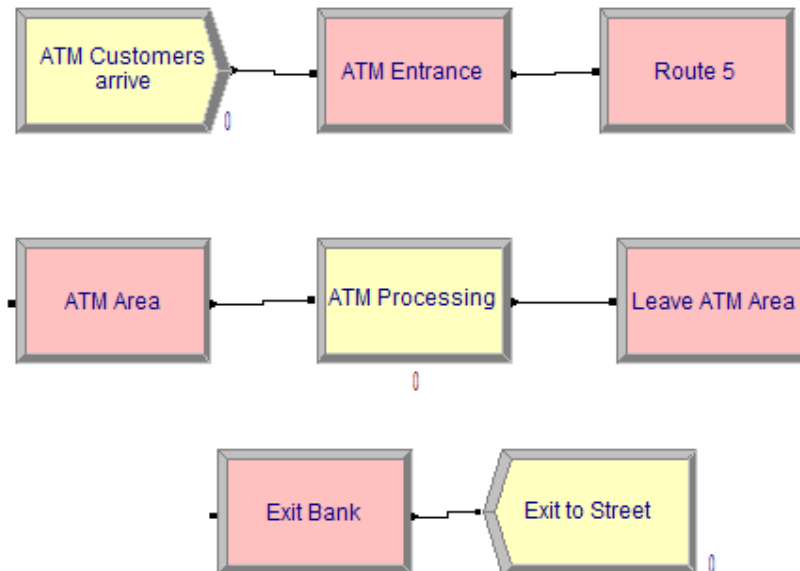 ATM Customers
arrive
ATM Entrance
Route 5
0
ATM Area
ATM Processing
Leave ATM Area
0
Exit Bank
Exit to Street
0